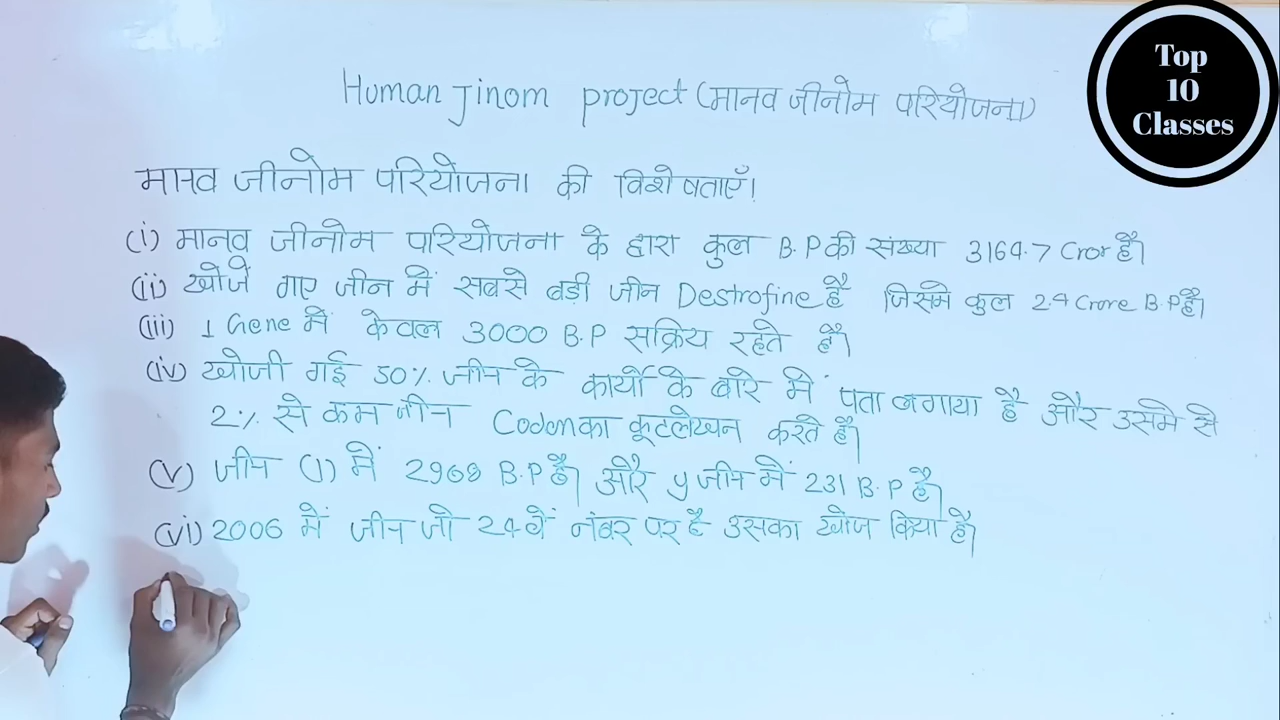 Human Jinom project (मानव जीनोम परियोजना)
Top
10
Classes
मानव जीनोम परियोजना की विशेषताएँ।
(i) मानव जीनोम परियोजना के द्वारा कुल B.P की संख्या 3164.7 Cror है।
(ii) खोजें गए जीन में सबसे बडी जीन Destrofine है जिसमे कुल 2.4 Crore B.P है।
(iii) 1 Gene में केवल 3000 B.P सक्रिय रहते है।
(iv) खोजी गई 50% जीन के कार्यो के बारे में पता लगाया है और उसमे से
2% से कम जीन Codon का कूटलेखन करते है।
(v) जीन (1) में 2968 B.P है। और y जीन में 231 B.P है।
(vi) 2006 में जीन जो 24 वें नंबर पर है उसका खोज किया है।